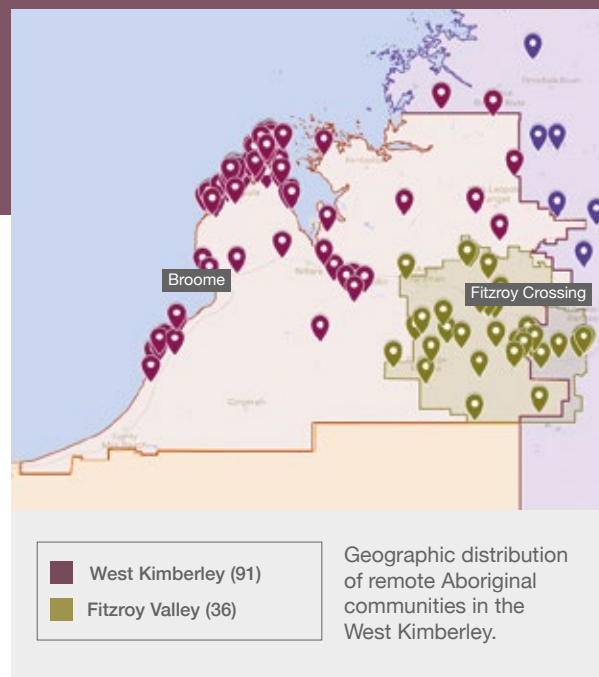 Broome
Fitzroy Crossing
West Kimberley (91)
Fitzroy Valley (36)
Geographic distribution
of remote Aboriginal
communities in the
West Kimberley.